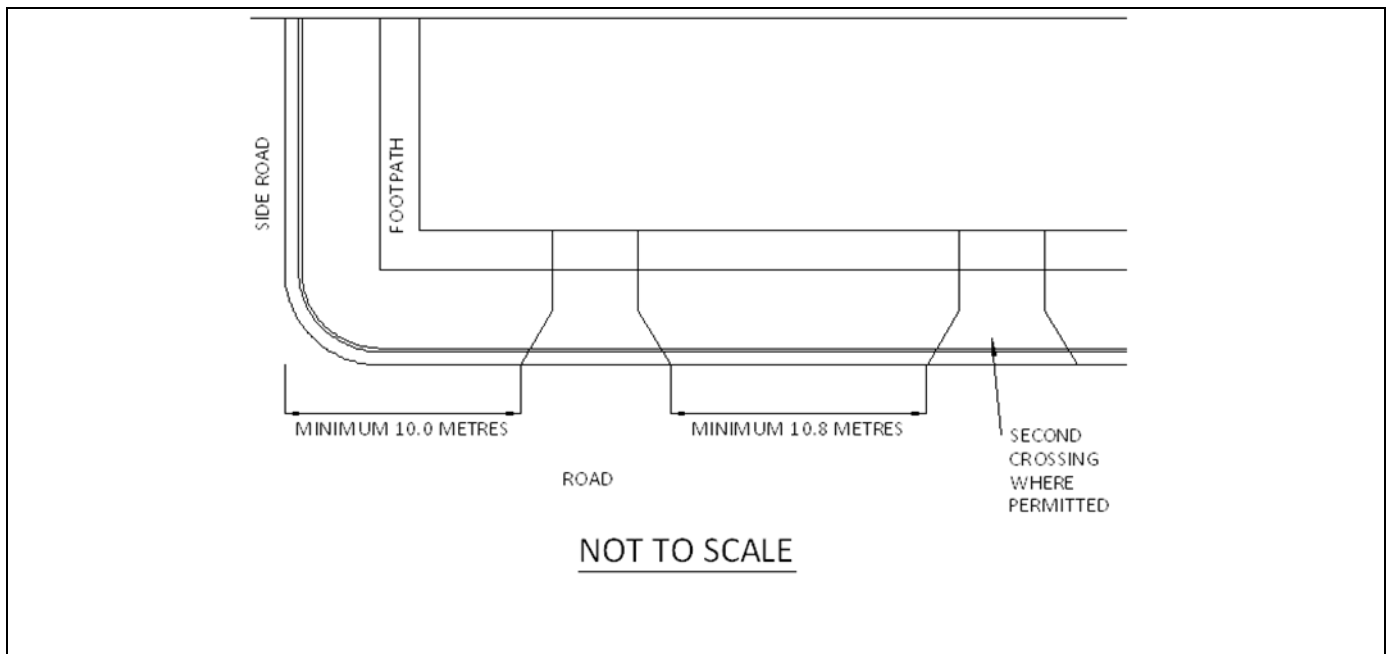 SIDE ROAD
FOOTPATH
MINIMUM 10.0 METRES
MINIMUM 10.8 METRES
SECOND
CROSSING
WHERE
PERMITTED
ROAD
NOT TO SCALE